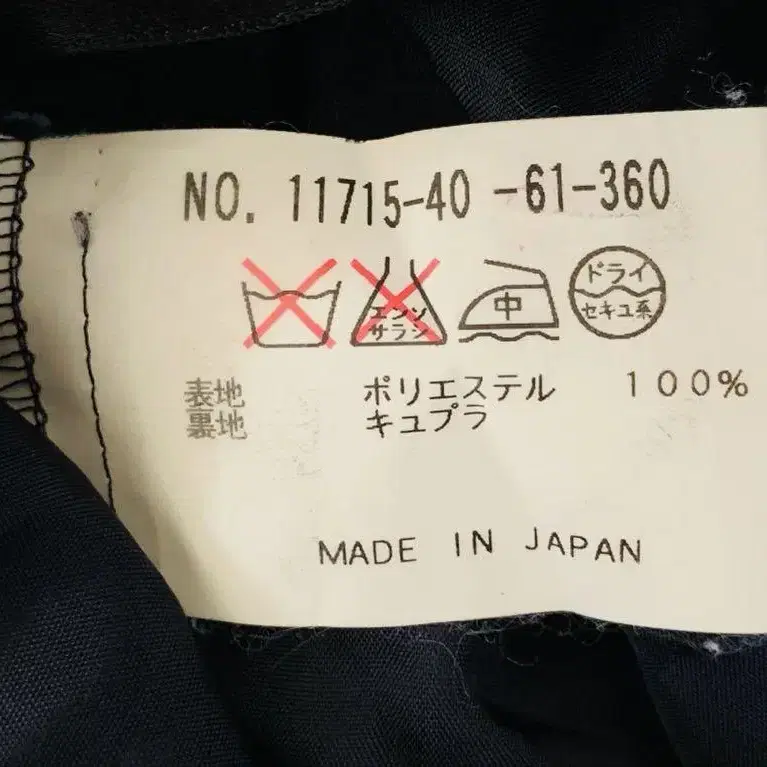 NO. 11715-40 -61-360
エンソ
サラシ
中
ドライ
セキユ系
表地 ポリエステル 100%
裏地 キュプラ
MADE IN JAPAN